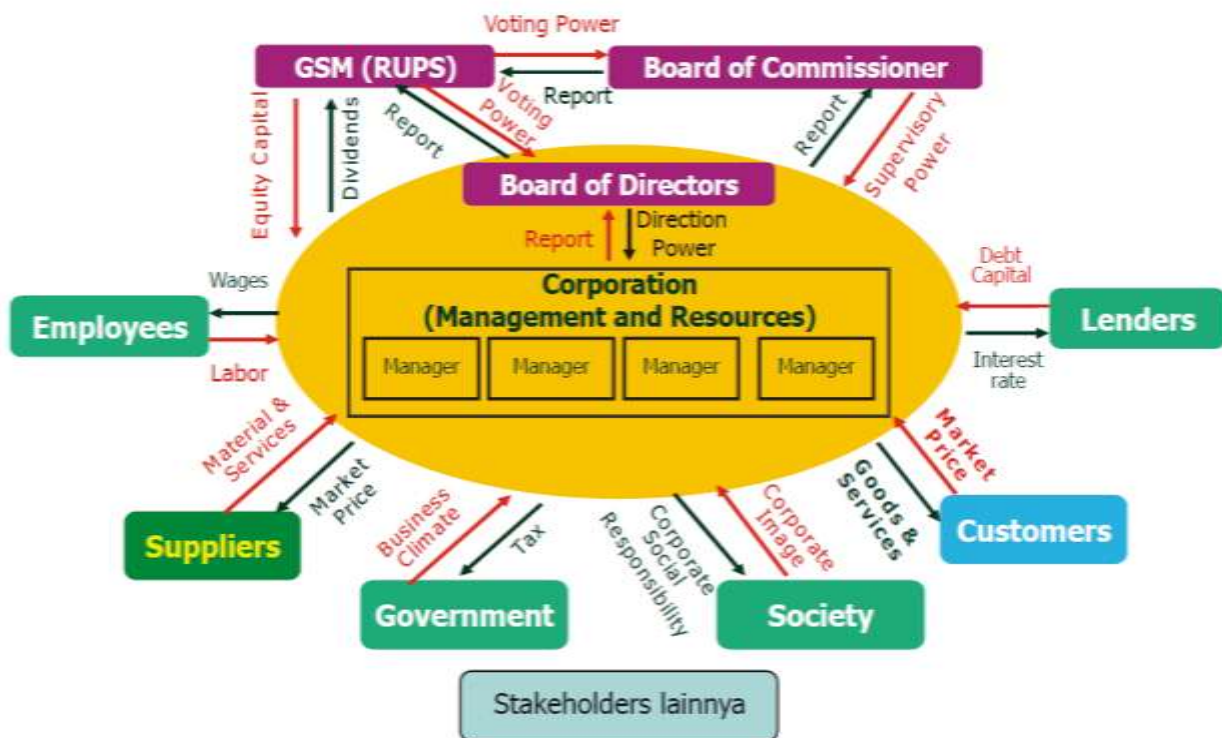 Voting Power
GSM (RUPS)
Board of Commissioner
Report
Equity Capital
Dividends
Report
Voting
Power
Report
Supervisory
Power
Board of Directors
Report
Direction
Power
Corporation
(Management and Resources)
Manager
Manager
Manager
Manager
Wages
Employees
Labor
Debt
Capital
Lenders
Interest
rate
Material &
Services
Market
Price
Suppliers
Business
Climate
Tax
Government
Corporate
Social
Responsibility
Corporate
Image
Society
Goods &
Services
Market
Price
Customers
Stakeholders lainnya